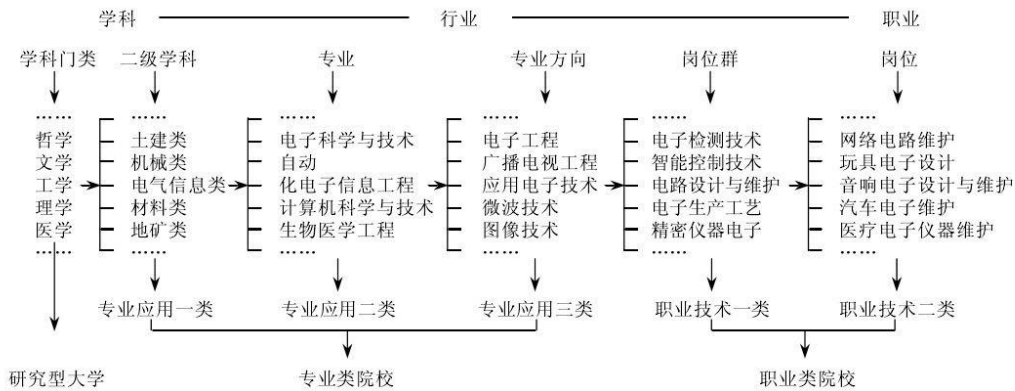 学科 行业 职业
学科门类 二级学科 专业 专业方向 岗位群 岗位
…… …… …… …… …… ……
哲学 土建类 电子科学与技术 电子工程 电子检测技术 网络电路维护
文学 机械类 自动 广播电视工程 智能控制技术 玩具电子设计
工学 电气信息类 化电子信息工程 应用电子技术 电路设计与维护 音响电子设计与维护
理学 材料类 计算机科学与技术 微波技术 电子生产工艺 汽车电子维护
医学 地矿类 生物医学工程 图像技术 精密仪器电子 医疗电子仪器维护
…… …… …… …… …… ……
专业应用一类 专业应用二类 专业应用三类 职业技术一类 职业技术二类
研究型大学 专业类院校 职业类院校